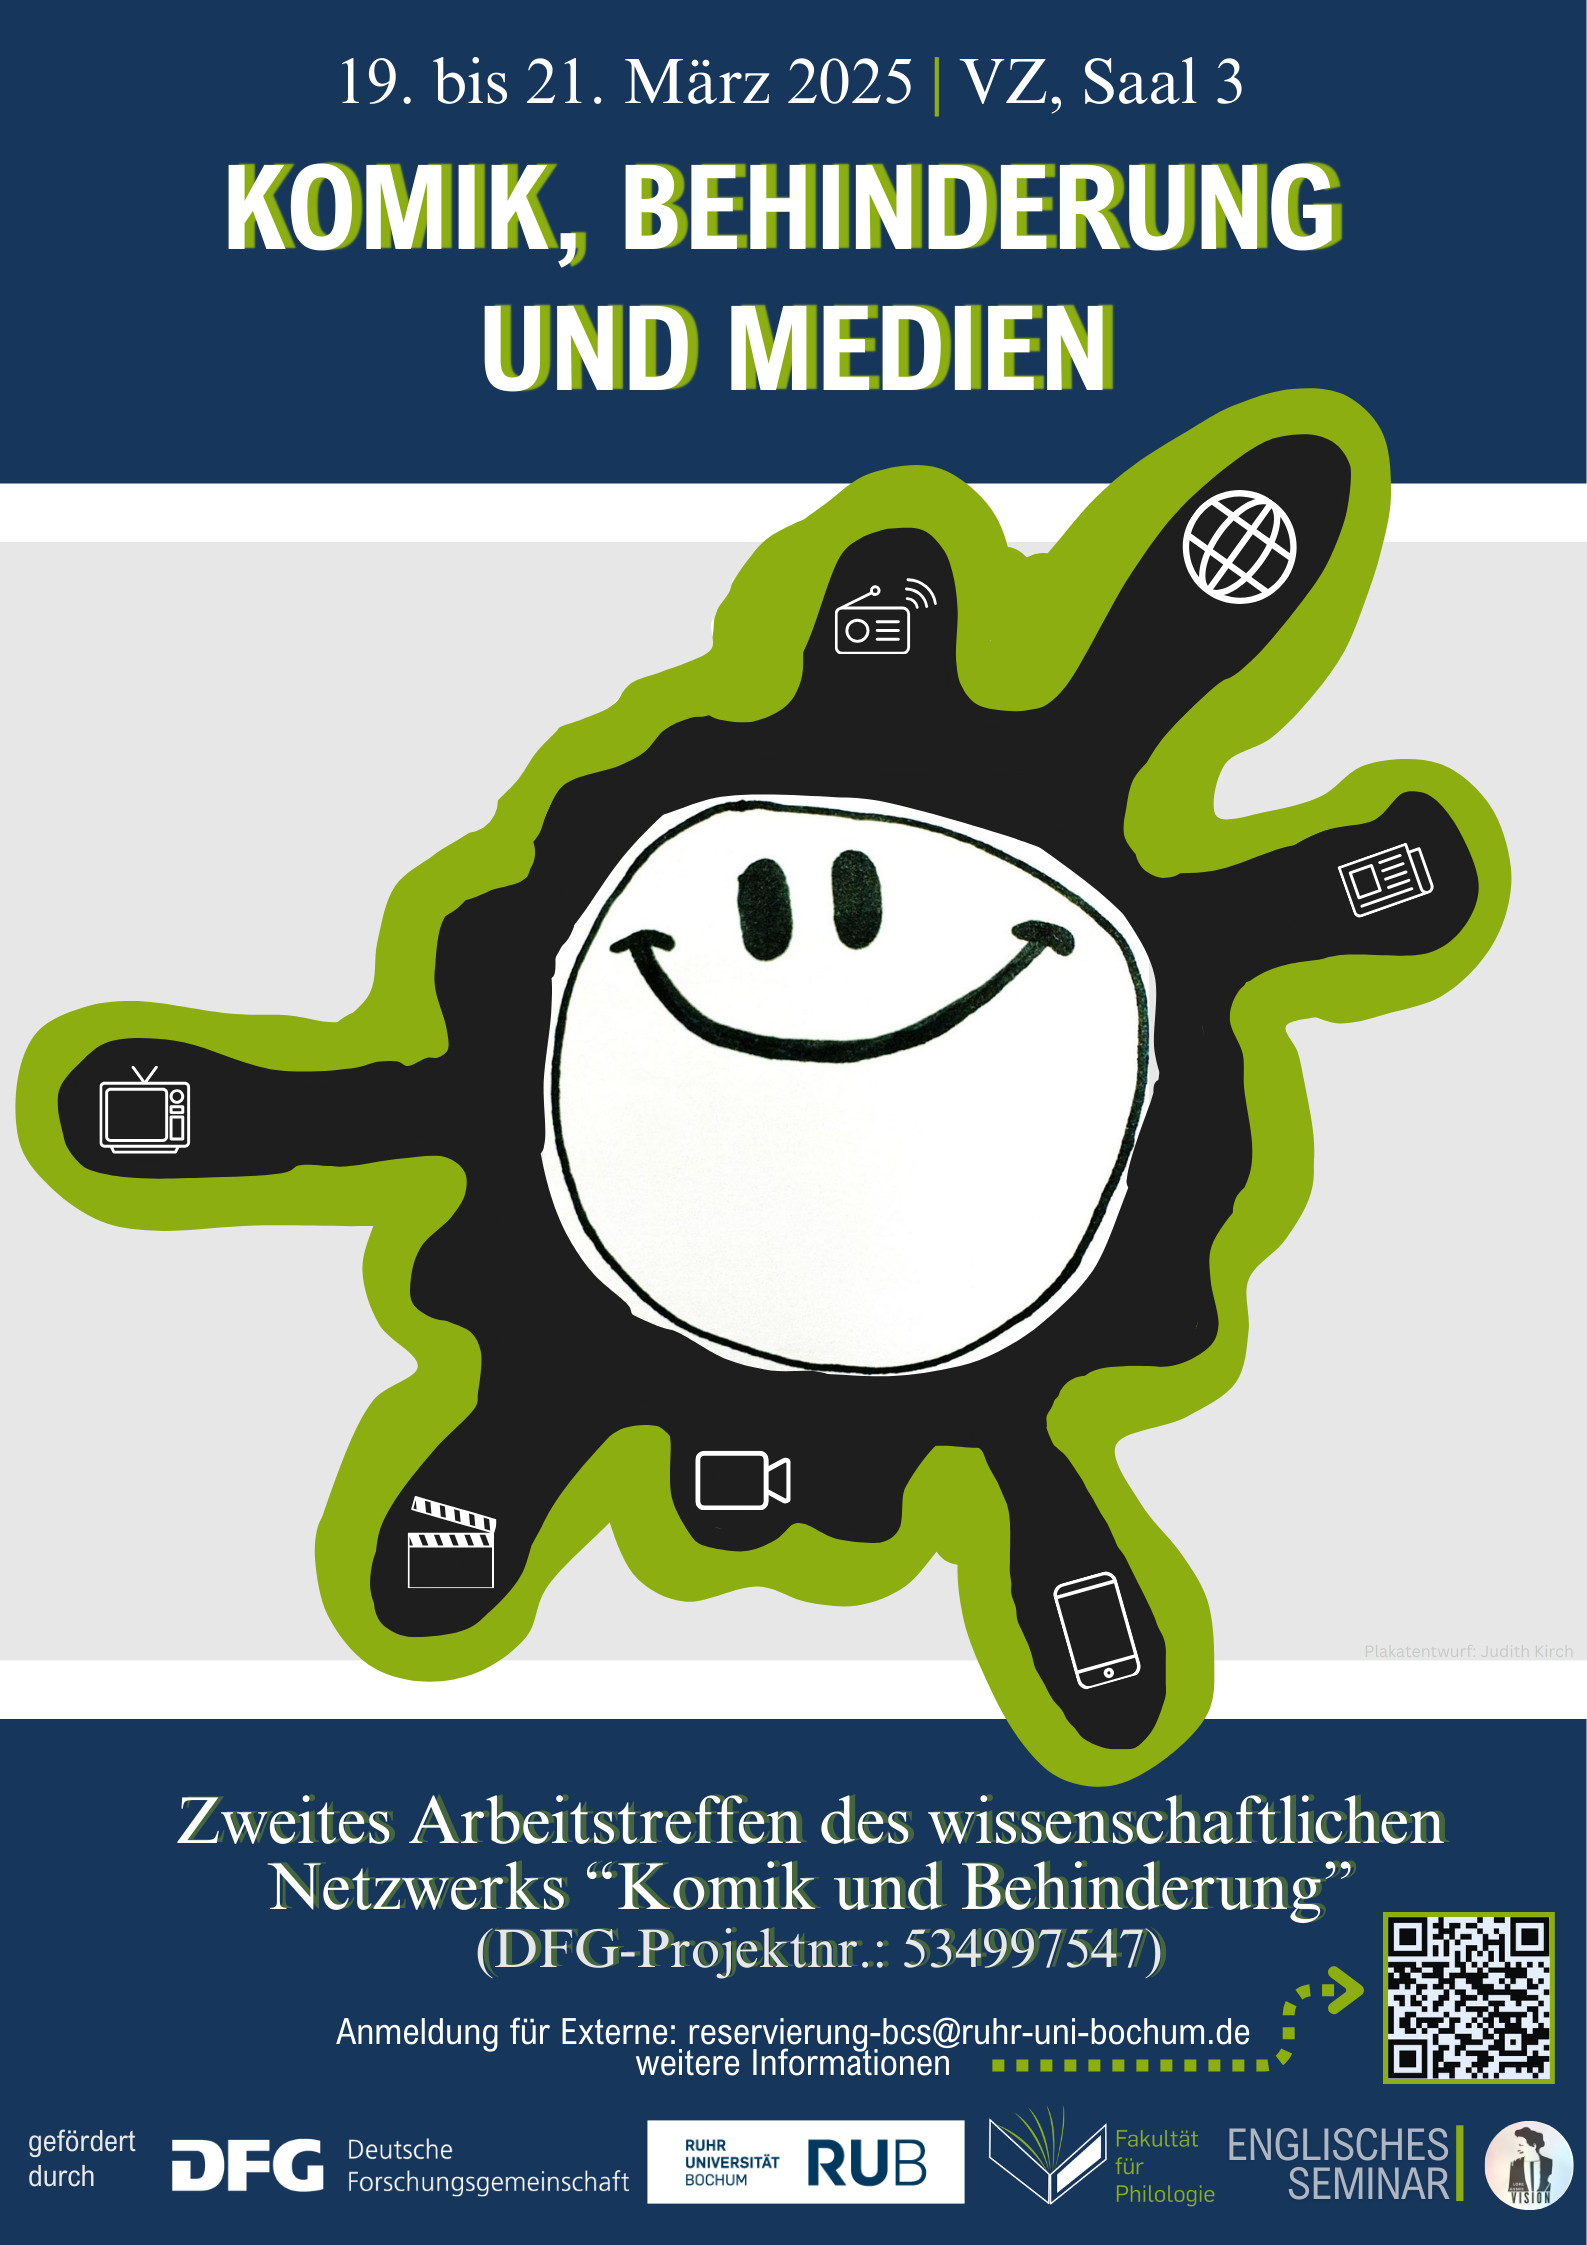 19. bis 21. März 2025 | VZ, Saal 3
KOMIK, BEHINDERUNG
UND MEDIEN
Plakatentwurf: Judith Kirch
Zweites Arbeitstreffen des wissenschaftlichen
Netzwerks “Komik und Behinderung”
(DFG-Projektnr.: 534997547)
Anmeldung für Externe: reservierung-bcs@ruhr-uni-bochum.de
weitere Informationen
gefördert
durch
DFG
Deutsche
Forschungsgemeinschaft
RUHR
UNIVERSITÄT
BOCHUM
RUB
Fakultät
für
Philologie
ENGLISCHES
SEMINAR
VISION